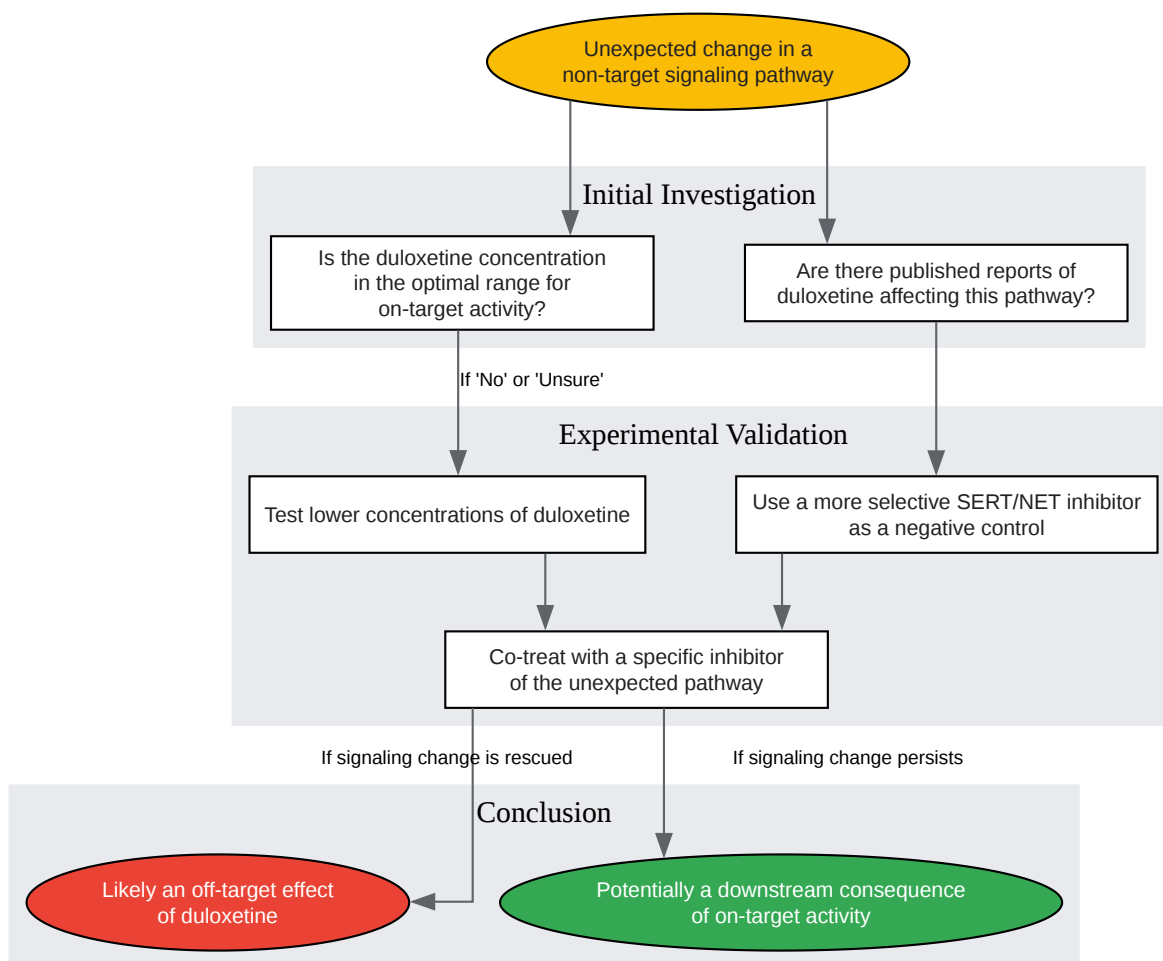 Unexpected change in a
non-target signaling pathway
Initial Investigation
Is the duloxetine concentration
in the optimal range for
on-target activity?
Are there published reports of
duloxetine affecting this pathway?
If 'No' or 'Unsure'
Experimental Validation
Test lower concentrations of duloxetine
Use a more selective SERT/NET inhibitor
as a negative control
Co-treat with a specific inhibitor
of the unexpected pathway
If signaling change is rescued
If signaling change persists
Conclusion
Likely an off-target effect
of duloxetine
Potentially a downstream consequence
of on-target activity